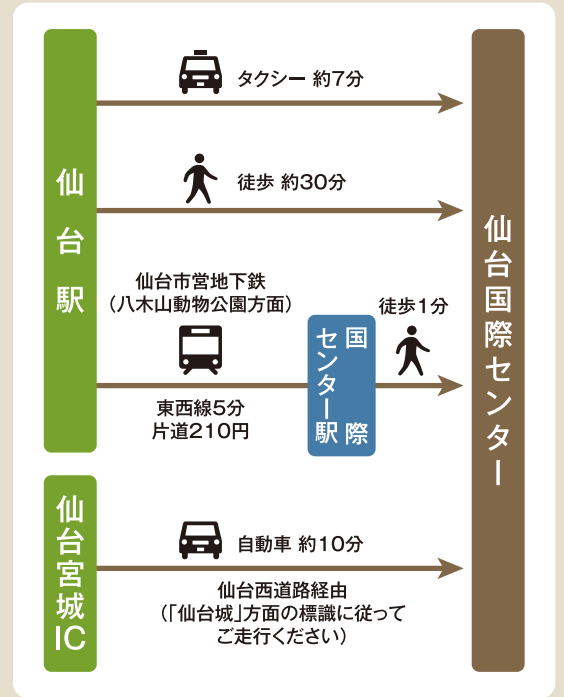 仙台駅
タクシー 約7分
徒歩 約30分
仙台市営地下鉄
（八木山動物公園方面）
東西線5分
片道210円
国際
センター駅
徒歩1分
仙台国際センター
仙台宮城IC
自動車 約10分
仙台西道路経由
（「仙台城」方面の標識に従って
ご走行ください）